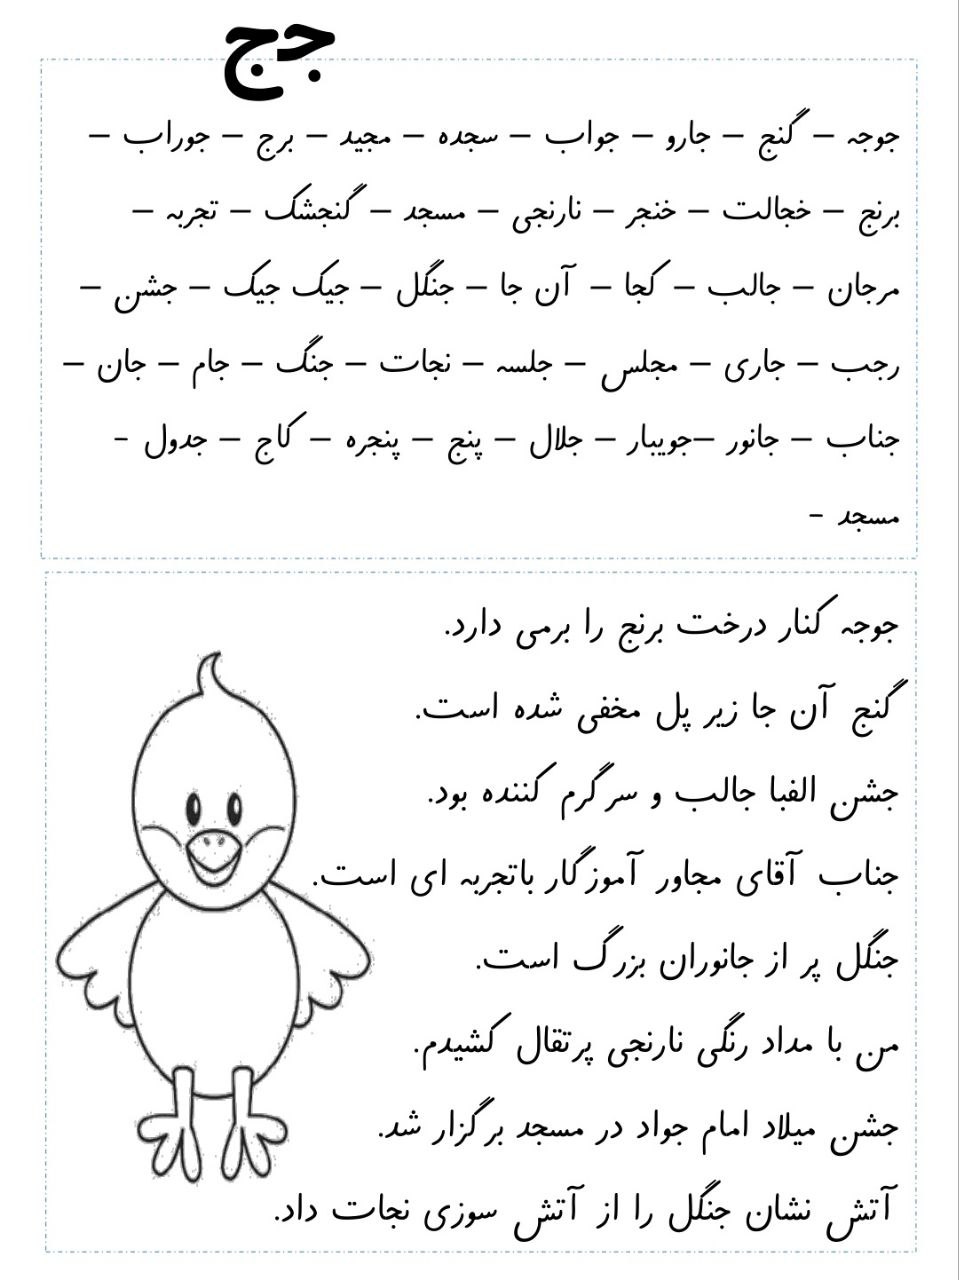 جـ ج
جوجه – گنج – جارو – جواب – سجده – مجید – برج – جوراب –
برنج – خجالت – خنجر – نارنجی – مسجد – گنجشک – تجربه –
مرجان – جالب – کجا – آن جا – جنگل – جیک جیک – جشن –
رجب – جاری – مجلس – جلسه – نجات – جنگ – جام – جان –
جناب – جانور –جویبار – جلال – پنج – پنجره – کاج – جدول -
مسجد -
جوجه کنار درخت برنج را برمی دارد.
گنج آن جا زیر پل مخفی شده است.
جشن الفبا جالب و سرگرم کننده بود.
جناب آقای مجاور آموزگار باتجربه ای است.
جنگل پر از جانوران بزرگ است.
من با مداد رنگی نارنجی پرتقال کشیدم.
جشن میلاد امام جواد در مسجد برگزار شد.
آتش نشان جنگل را از آتش سوزی نجات داد.